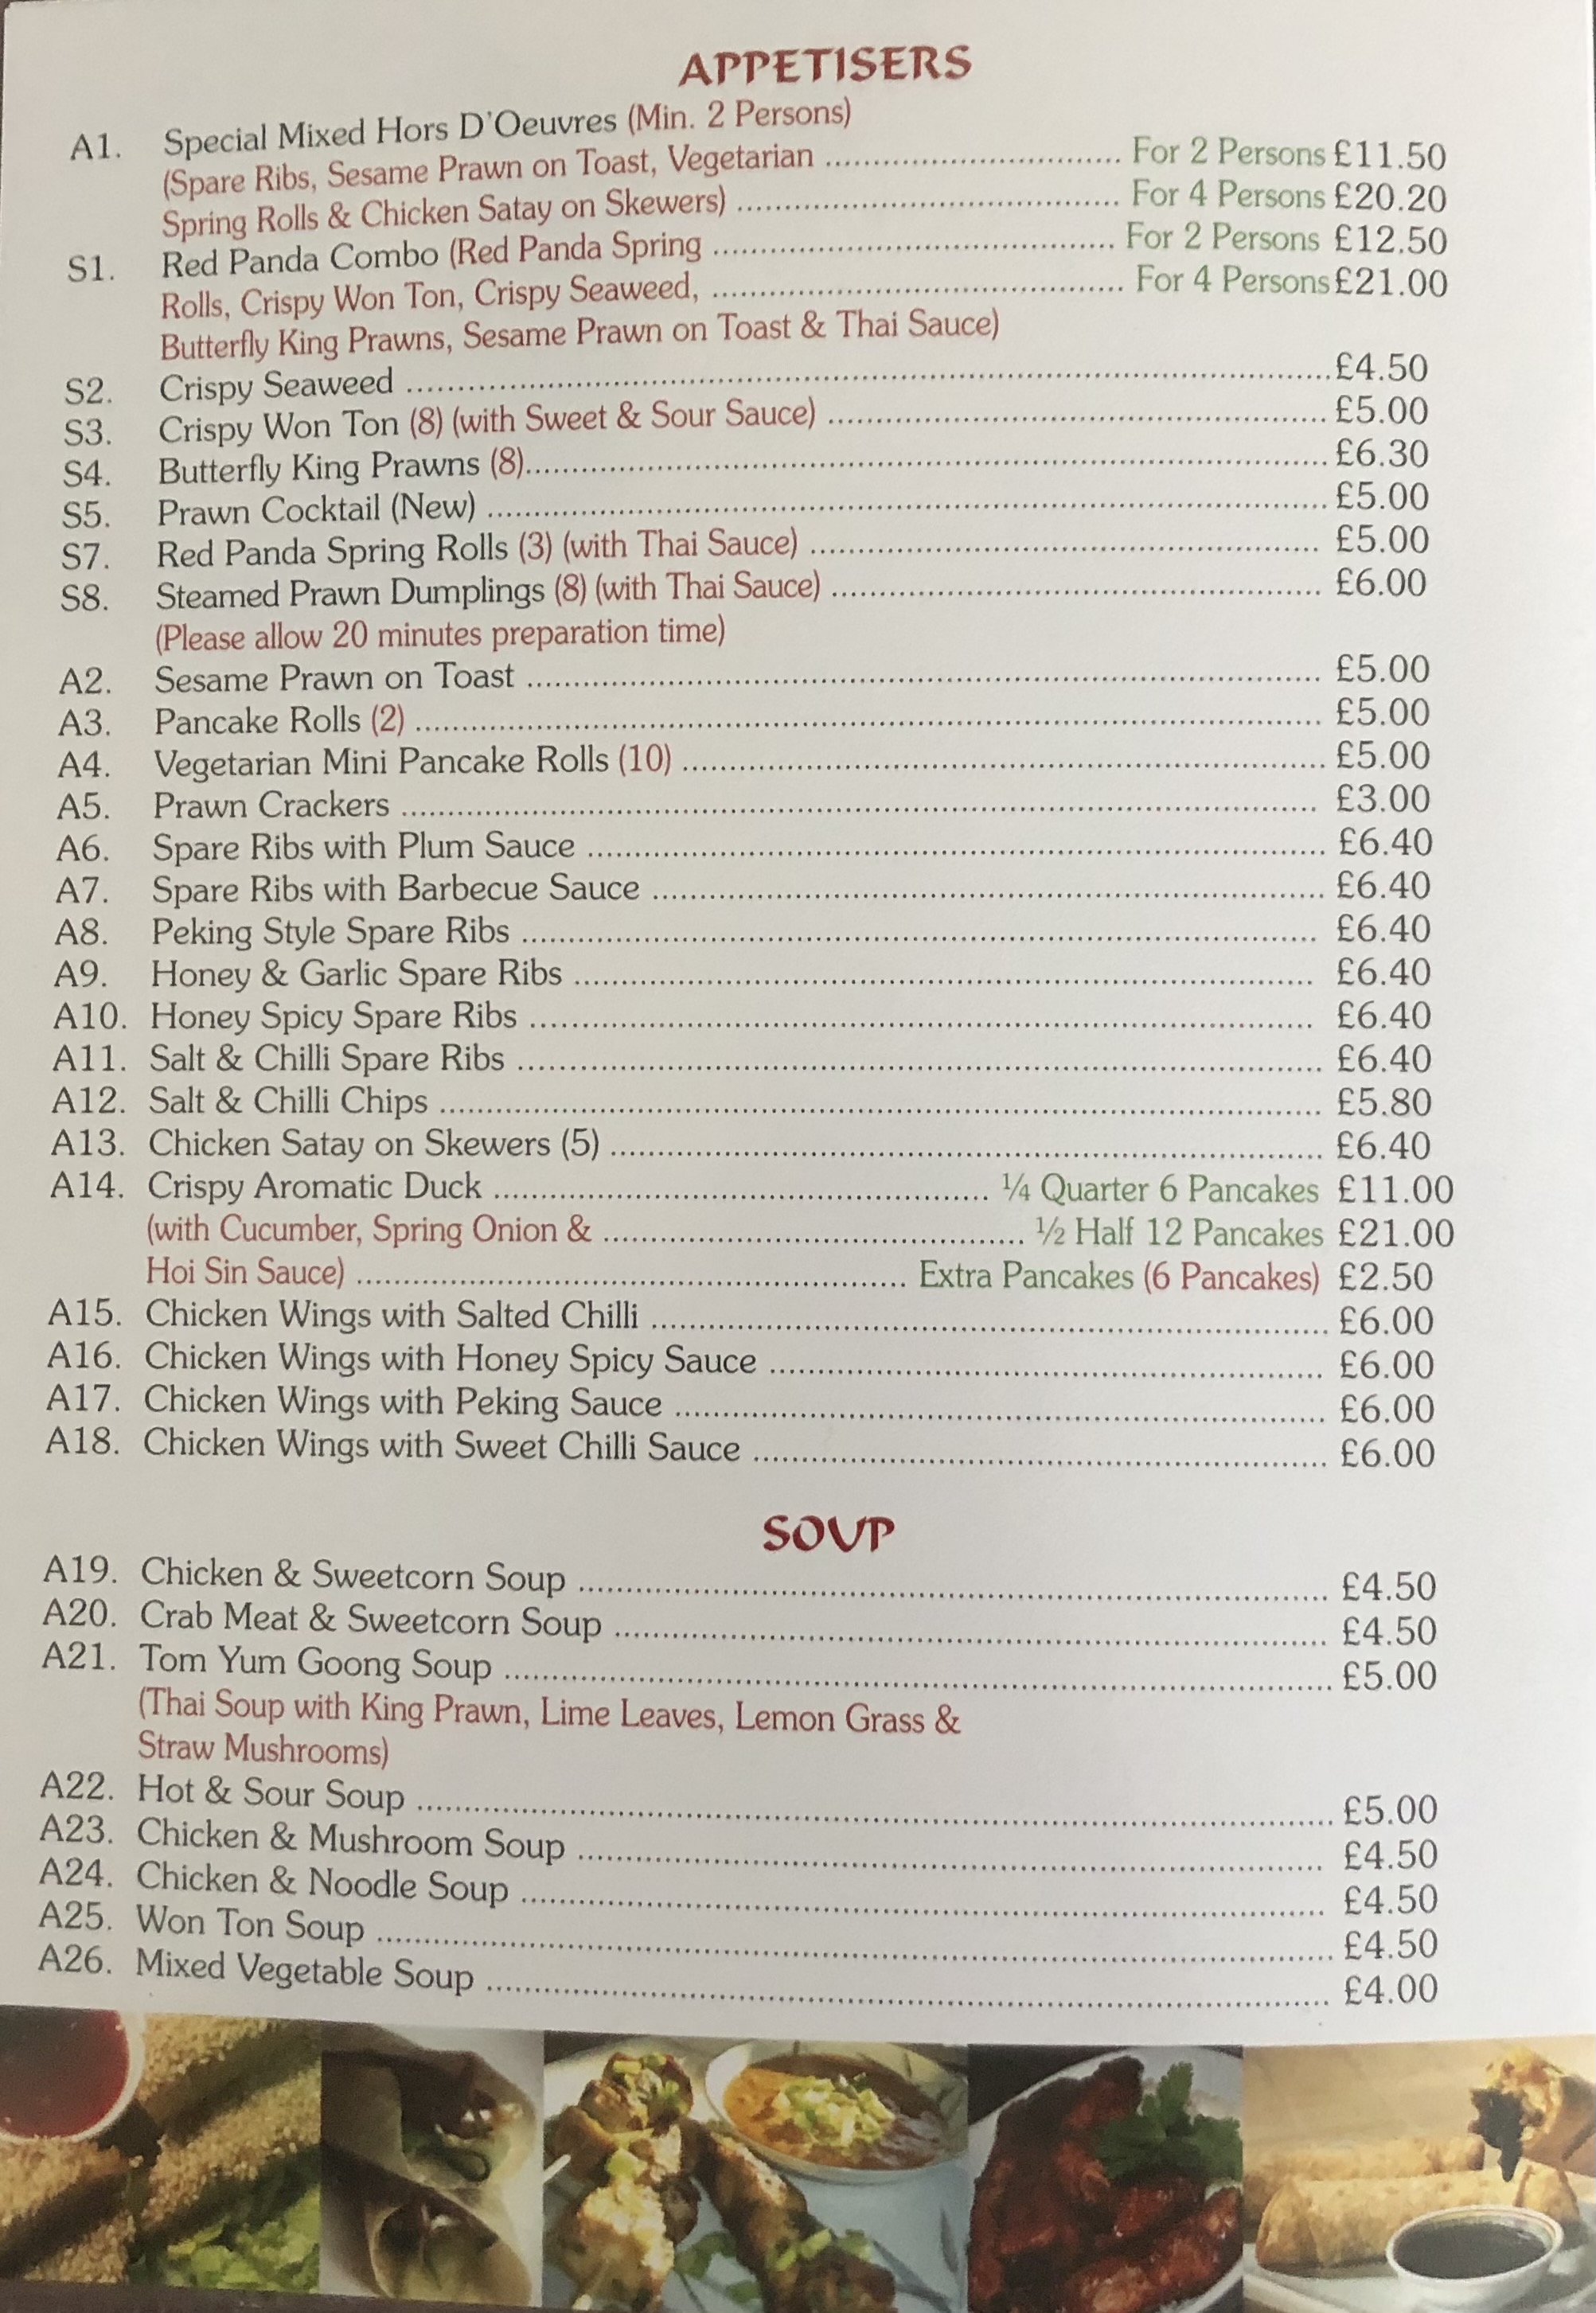 APPETISERS
A1. Special Mixed Hors D'Oeuvres (Min. 2 Persons)
(Spare Ribs, Sesame Prawn on Toast, Vegetarian ........ For 2 Persons £11.50
Spring Rolls & Chicken Satay on Skewers) ........ For 4 Persons £20.20
S1. Red Panda Combo (Red Panda Spring ........ For 2 Persons £12.50
Rolls, Crispy Won Ton, Crispy Seaweed, ........ For 4 Persons £21.00
Butterfly King Prawns, Sesame Prawn on Toast & Thai Sauce)
S2. Crispy Seaweed ........ £4.50
S3. Crispy Won Ton (8) (with Sweet & Sour Sauce) ........ £5.00
S4. Butterfly King Prawns (8)........ £6.30
S5. Prawn Cocktail (New) ........ £5.00
S7. Red Panda Spring Rolls (3) (with Thai Sauce) ........ £5.00
S8. Steamed Prawn Dumplings (8) (with Thai Sauce) ........ £6.00
(Please allow 20 minutes preparation time)
A2. Sesame Prawn on Toast ........ £5.00
A3. Pancake Rolls (2) ........ £5.00
A4. Vegetarian Mini Pancake Rolls (10) ........ £5.00
A5. Prawn Crackers ........ £3.00
A6. Spare Ribs with Plum Sauce ........ £6.40
A7. Spare Ribs with Barbecue Sauce ........ £6.40
A8. Peking Style Spare Ribs ........ £6.40
A9. Honey & Garlic Spare Ribs ........ £6.40
A10. Honey Spicy Spare Ribs ........ £6.40
A11. Salt & Chilli Spare Ribs ........ £6.40
A12. Salt & Chilli Chips ........ £5.80
A13. Chicken Satay on Skewers (5) ........ £6.40
A14. Crispy Aromatic Duck ........ ¼ Quarter 6 Pancakes £11.00
(with Cucumber, Spring Onion & ........ ½ Half 12 Pancakes £21.00
Hoi Sin Sauce) ........ Extra Pancakes (6 Pancakes) £2.50
A15. Chicken Wings with Salted Chilli ........ £6.00
A16. Chicken Wings with Honey Spicy Sauce ........ £6.00
A17. Chicken Wings with Peking Sauce ........ £6.00
A18. Chicken Wings with Sweet Chilli Sauce ........ £6.00
SOUP
A19. Chicken & Sweetcorn Soup ........ £4.50
A20. Crab Meat & Sweetcorn Soup ........ £4.50
A21. Tom Yum Goong Soup ........ £5.00
(Thai Soup with King Prawn, Lime Leaves, Lemon Grass &
Straw Mushrooms)
A22. Hot & Sour Soup ........ £5.00
A23. Chicken & Mushroom Soup ........ £4.50
A24. Chicken & Noodle Soup ........ £4.50
A25. Won Ton Soup ........ £4.50
A26. Mixed Vegetable Soup ........ £4.00